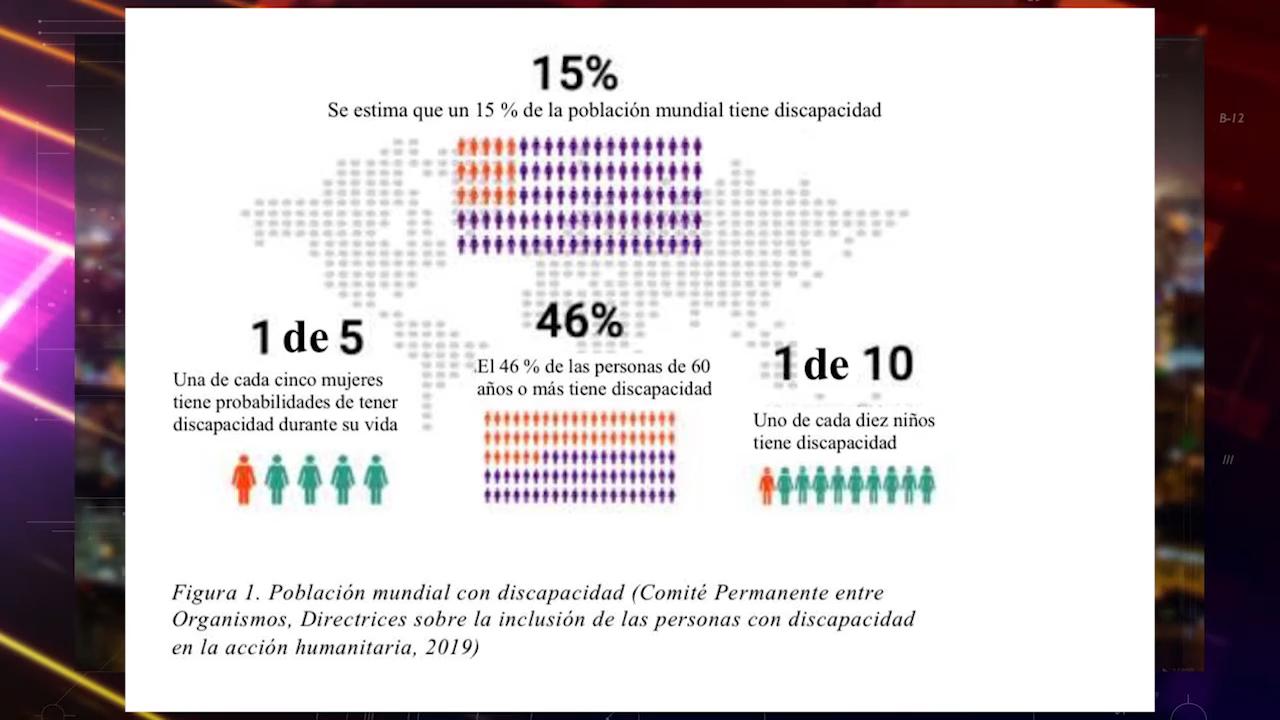 15%
Se estima que un 15 % de la población mundial tiene discapacidad
1 de 5
Una de cada cinco mujeres
tiene probabilidades de tener
discapacidad durante su vida
46%
El 46 % de las personas de 60
años o más tiene discapacidad
1 de 10
Uno de cada diez niños
tiene discapacidad
Figura 1. Población mundial con discapacidad (Comité Permanente entre
Organismos, Directrices sobre la inclusión de las personas con discapacidad
en la acción humanitaria, 2019)
B-12
///